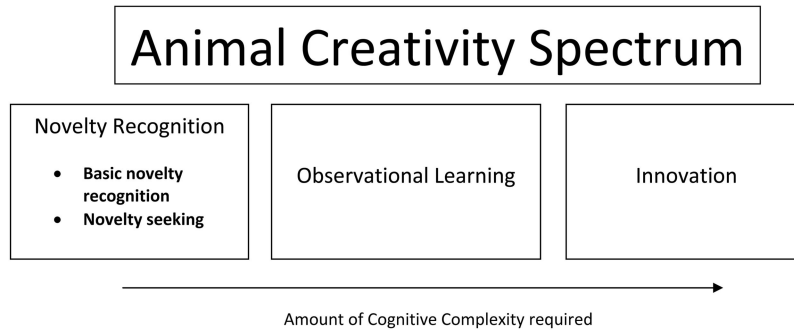 Animal Creativity Spectrum
Novelty Recognition
• Basic novelty
recognition
• Novelty seeking
Observational Learning
Innovation
Amount of Cognitive Complexity required